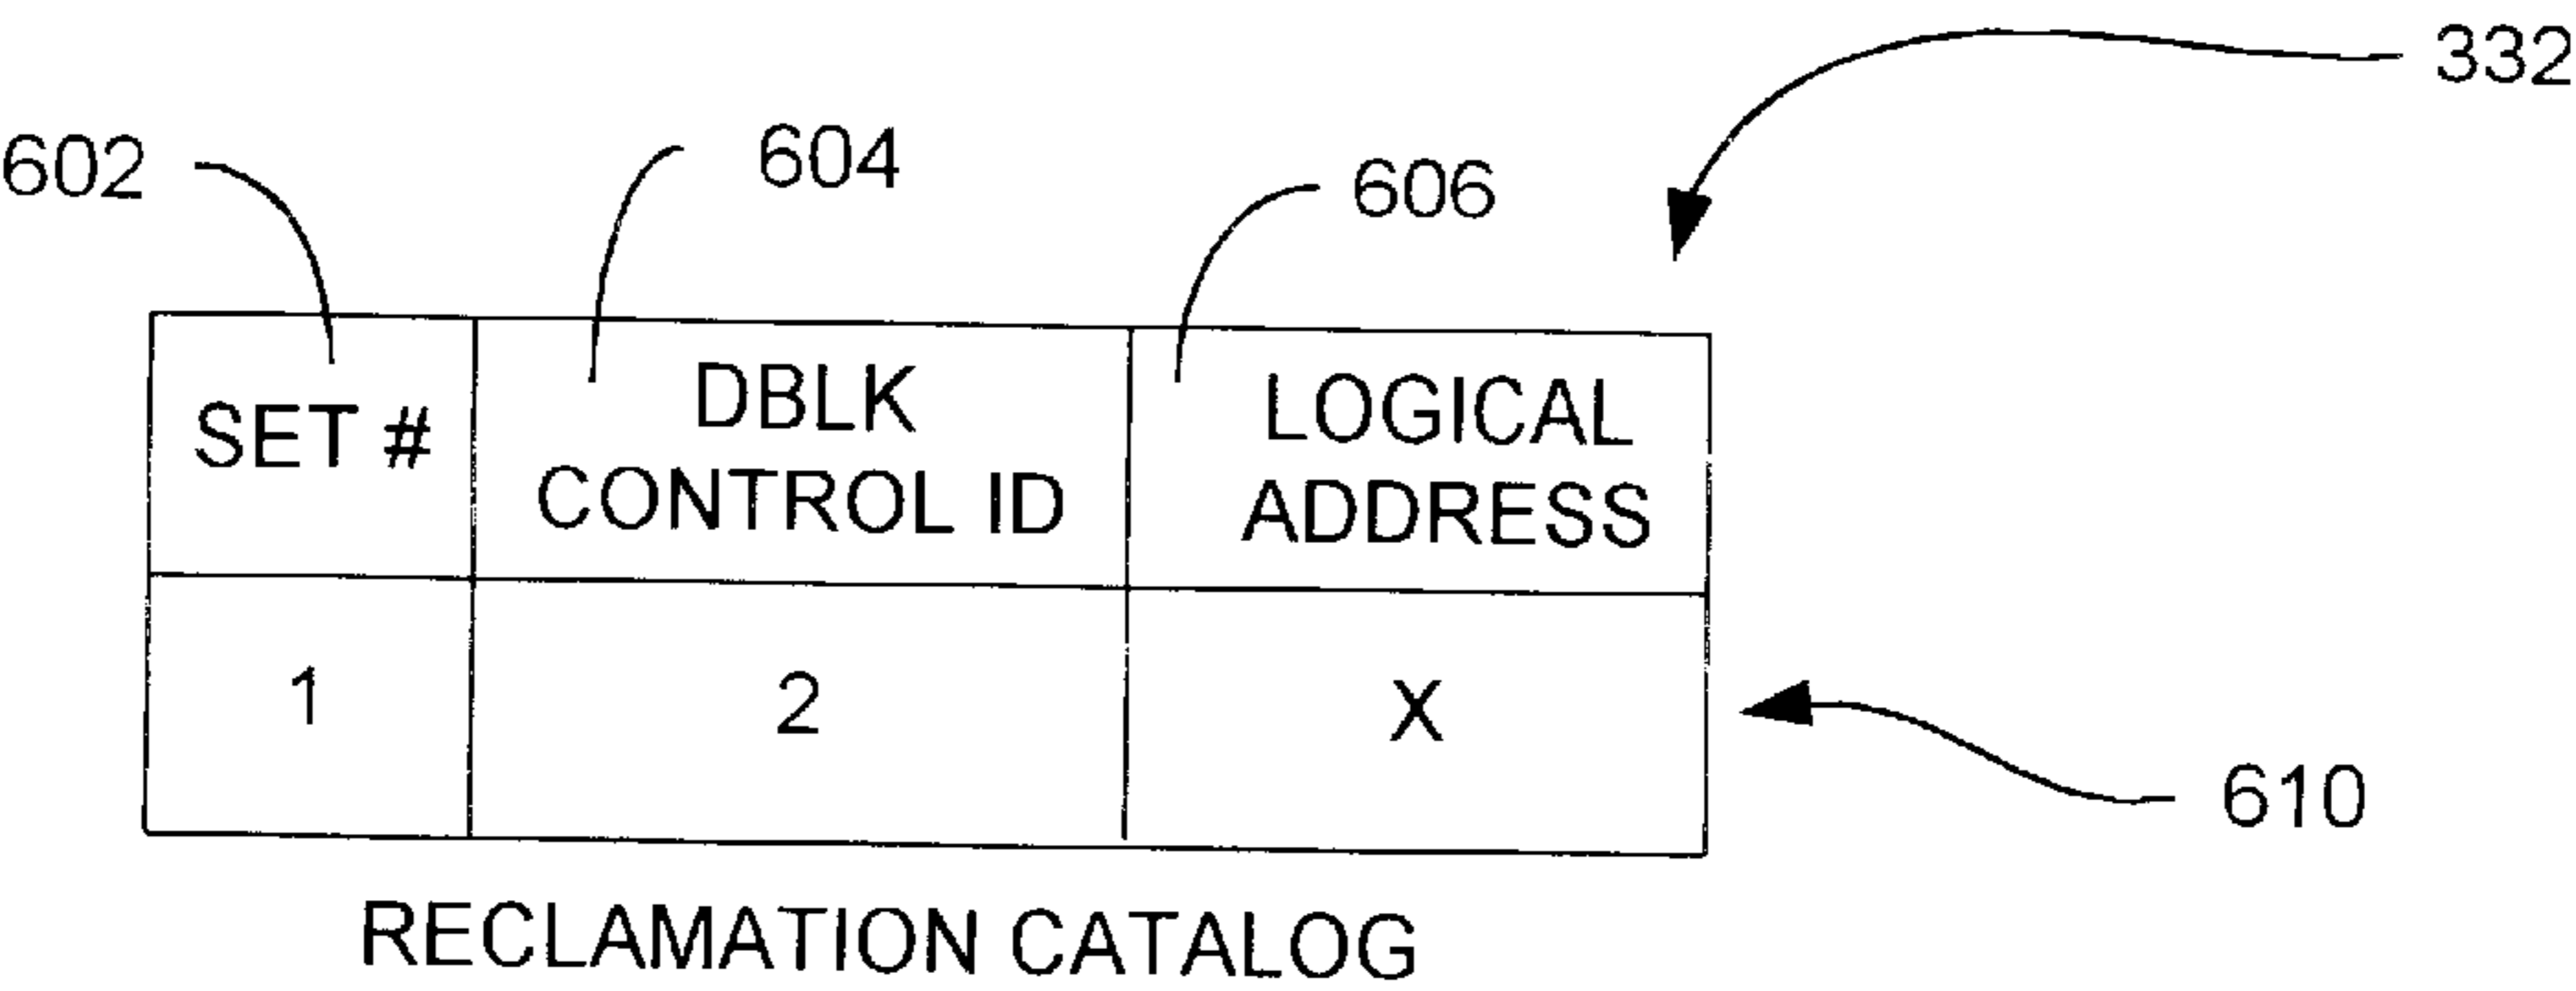 332
602
604
606
SET #
DBLK
CONTROL ID
LOGICAL
ADDRESS
1
2
X
610
RECLAMATION CATALOG